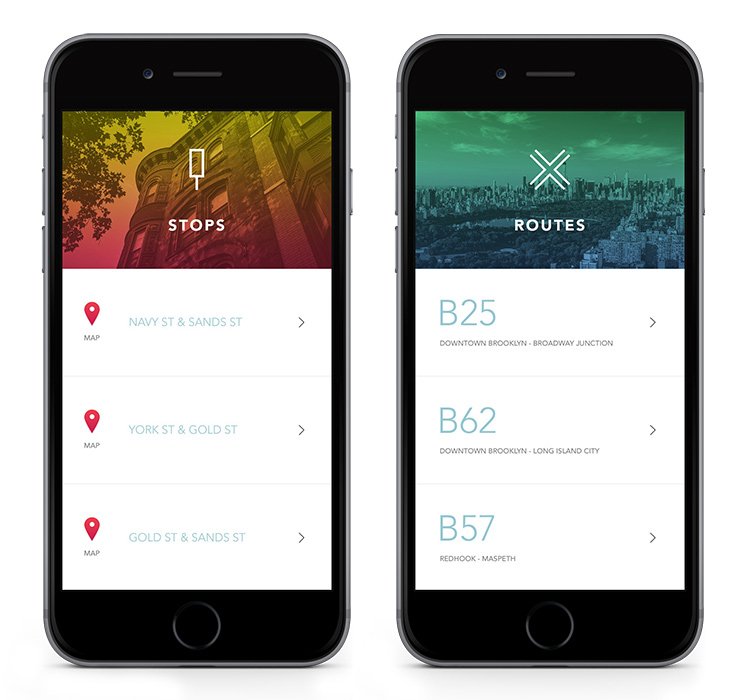 STOPS
MAP
NAVY ST & SANDS ST
MAP
YORK ST & GOLD ST
MAP
GOLD ST & SANDS ST
ROUTES
B25
DOWNTOWN BROOKLYN - BROADWAY JUNCTION
B62
DOWNTOWN BROOKLYN - LONG ISLAND CITY
B57
REDHOOK - MASPETH